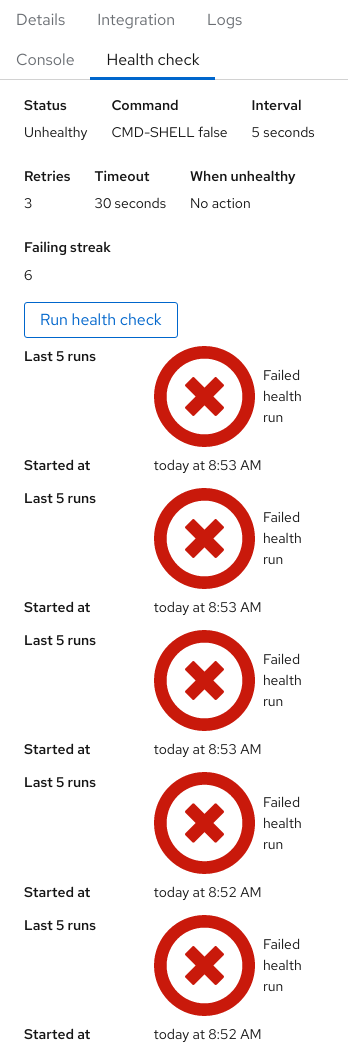 Details Integration Logs
Console Health check
Status Command Interval
Unhealthy CMD-SHELL false 5 seconds
Retries Timeout When unhealthy
3 30 seconds No action
Failing streak
6
Run health check
Last 5 runs
Failed
health
run
Started at today at 8:53 AM
Last 5 runs
Failed
health
run
Started at today at 8:53 AM
Last 5 runs
Failed
health
run
Started at today at 8:53 AM
Last 5 runs
Failed
health
run
Started at today at 8:52 AM
Last 5 runs
Failed
health
run
Started at today at 8:52 AM